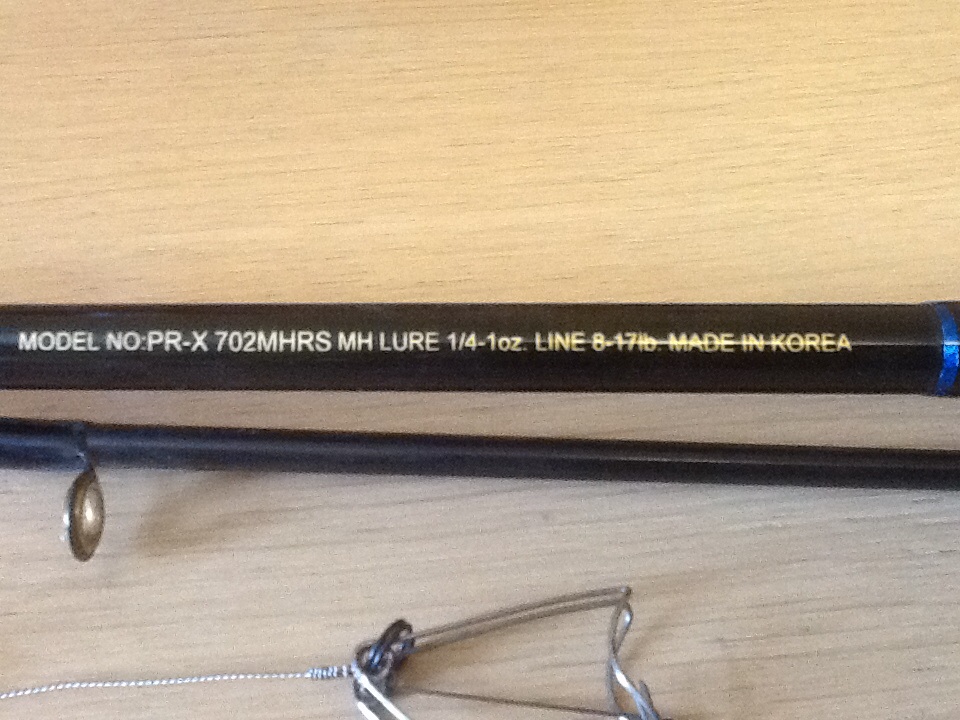 MODEL NO:PR-X 702MHRS MH LURE 1/4-1oz. LINE 8-17lb. MADE IN KOREA